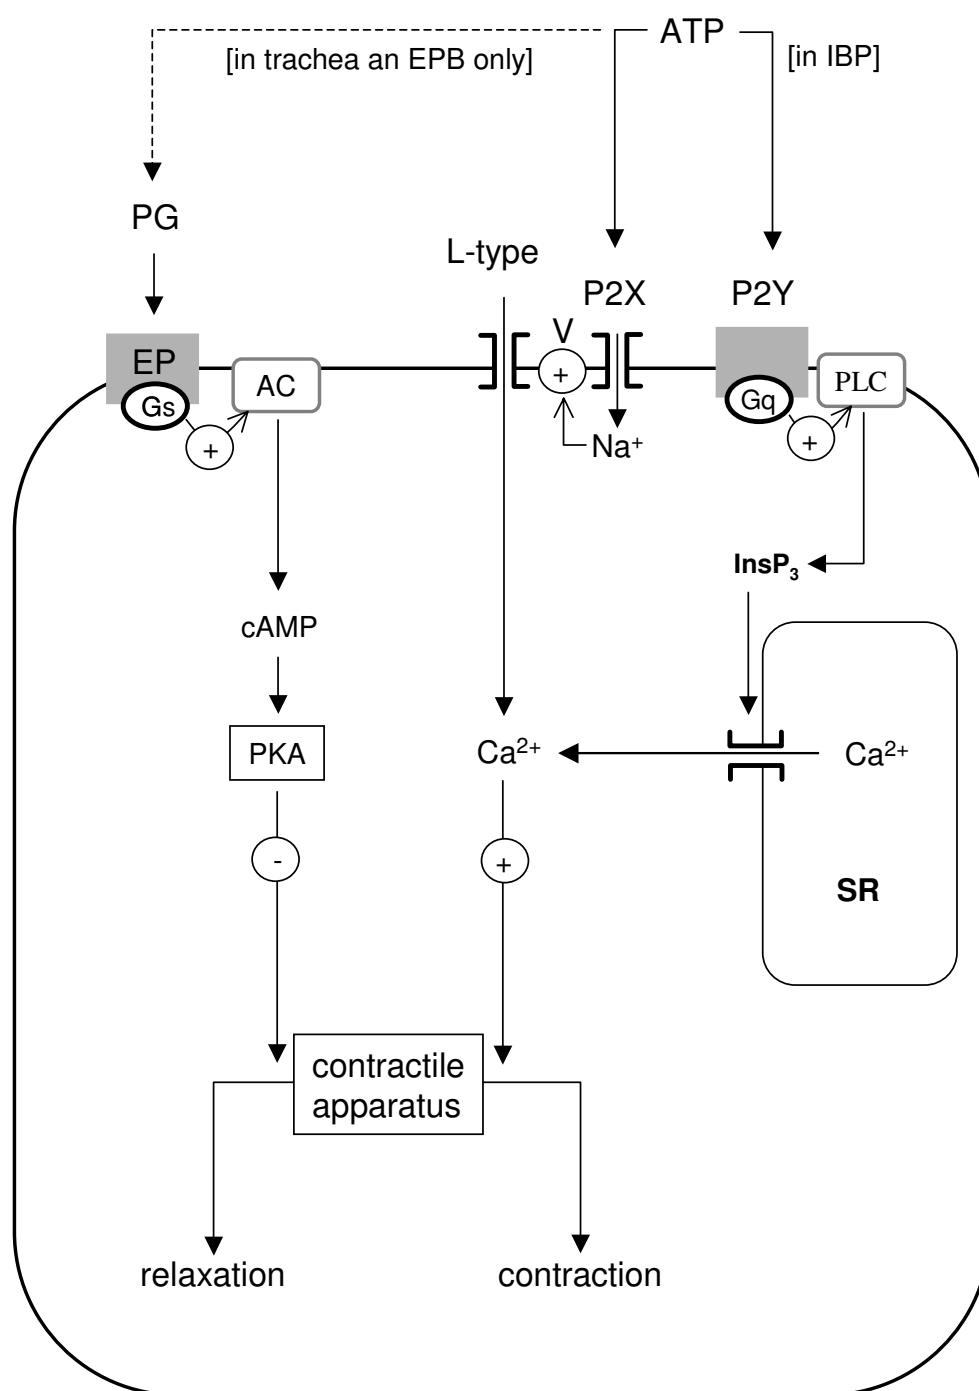 ATP
[in trachea an EPB only]
[in IBP]
PG
L-type
P2X
P2Y
V
EP
AC
+
PLC
Gs
Gq
+
Na⁺
+
InsP₃
cAMP
PKA
Ca²⁺
Ca²⁺
-
+
SR
contractile
apparatus
relaxation
contraction